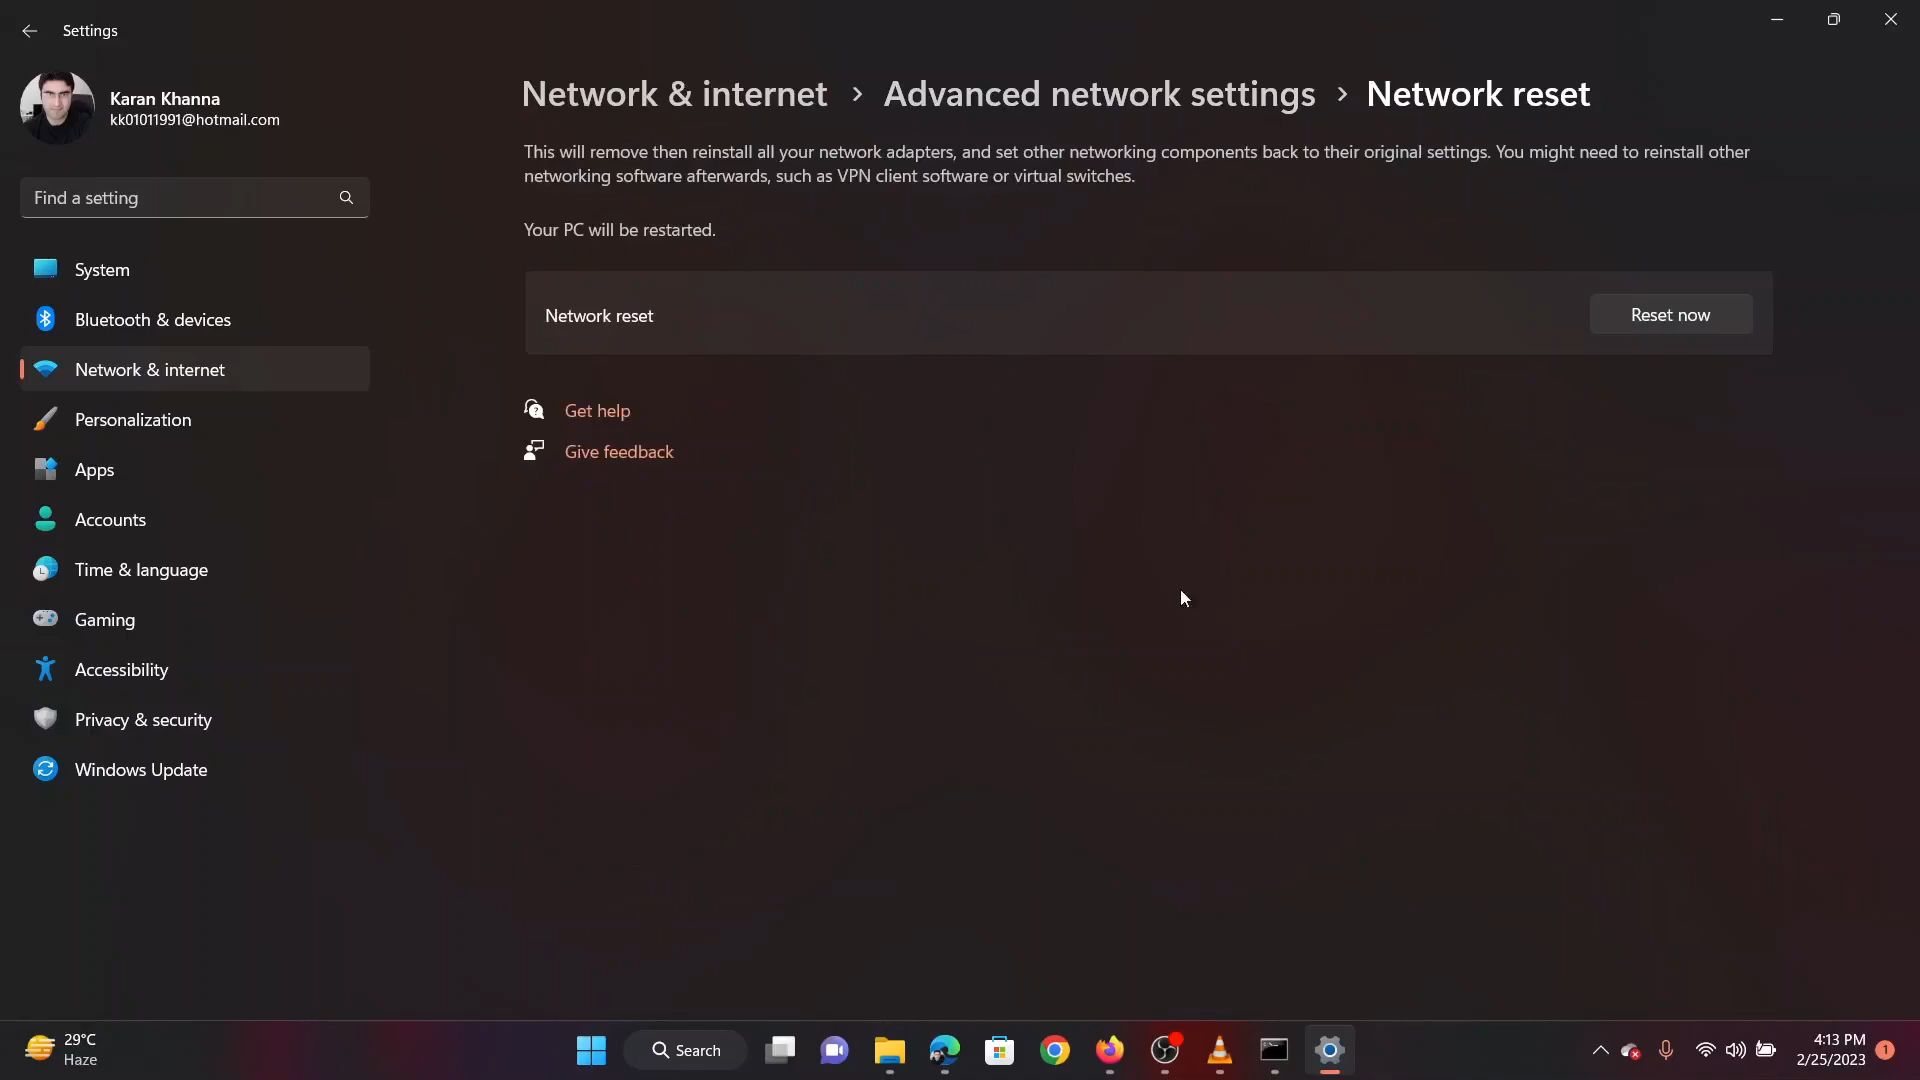 Settings
Karan Khanna
kk01011991@hotmail.com
Find a setting
System
Bluetooth & devices
Network & internet
Personalization
Apps
Accounts
Time & language
Gaming
Accessibility
Privacy & security
Windows Update
Network & internet > Advanced network settings > Network reset
This will remove then reinstall all your network adapters, and set other networking components back to their original settings. You might need to reinstall other
networking software afterwards, such as VPN client software or virtual switches.
Your PC will be restarted.
Network reset
Reset now
Get help
Give feedback
29°C
Haze
Search
4:13 PM
2/25/2023
1